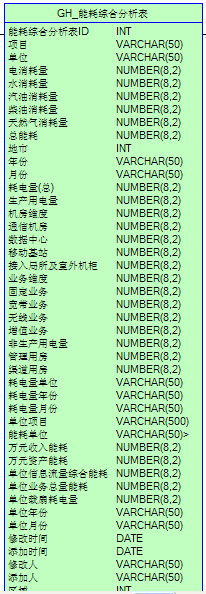 GH_能耗综合分析表
能耗综合分析表ID INT
项目 VARCHAR(50)
单位 VARCHAR(50)
电消耗量 NUMBER(8,2)
水消耗量 NUMBER(8,2)
汽油消耗量 NUMBER(8,2)
柴油消耗量 NUMBER(8,2)
天然气消耗量 NUMBER(8,2)
总能耗 NUMBER(8,2)
地市 INT
年份 VARCHAR(50)
月份 VARCHAR(50)
耗电量(总) NUMBER(8,2)
生产用电量 NUMBER(8,2)
机房维度 NUMBER(8,2)
通信机房 NUMBER(8,2)
数据中心 NUMBER(8,2)
移动基站 NUMBER(8,2)
接入局所及室外机柜 NUMBER(8,2)
业务维度 NUMBER(8,2)
固定业务 NUMBER(8,2)
宽带业务 NUMBER(8,2)
无线业务 NUMBER(8,2)
增值业务 NUMBER(8,2)
非生产用电量 NUMBER(8,2)
管理用房 NUMBER(8,2)
渠道用房 NUMBER(8,2)
耗电量单位 VARCHAR(50)
耗电量年份 VARCHAR(50)
耗电量月份 VARCHAR(50)
单位项目 VARCHAR(500)
能耗单位 VARCHAR(50)>
万元收入能耗 NUMBER(8,2)
万元资产能耗 NUMBER(8,2)
单位信息流量综合能耗 NUMBER(8,2)
单位业务总量能耗 NUMBER(8,2)
单位载扇耗电量 NUMBER(8,2)
单位年份 VARCHAR(50)
单位月份 VARCHAR(50)
修改时间 DATE
添加时间 DATE
修改人 VARCHAR(50)
添加人 VARCHAR(50)
区域 INT